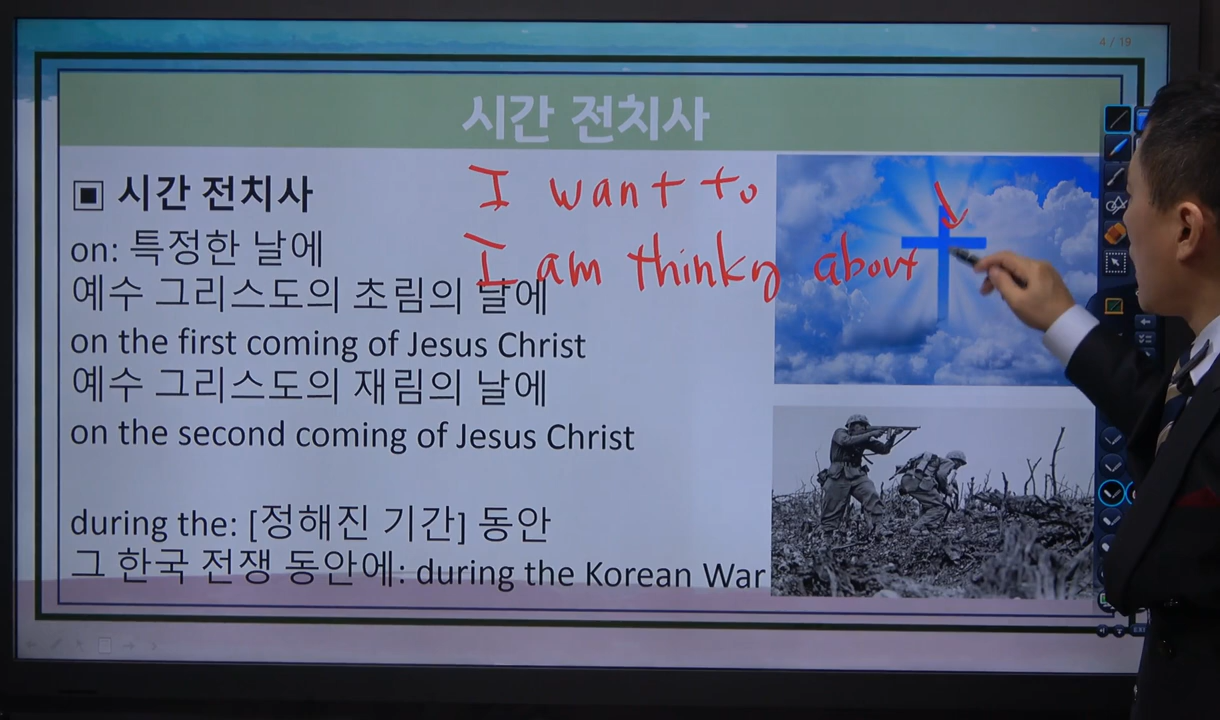 4 / 19
시간 전치사
▣ 시간 전치사
I want to
on: 특정한 날에
I am thinking about
예수 그리스도의 초림의 날에
on the first coming of Jesus Christ
예수 그리스도의 재림의 날에
on the second coming of Jesus Christ
during the: [정해진 기간] 동안
그 한국 전쟁 동안에: during the Korean War